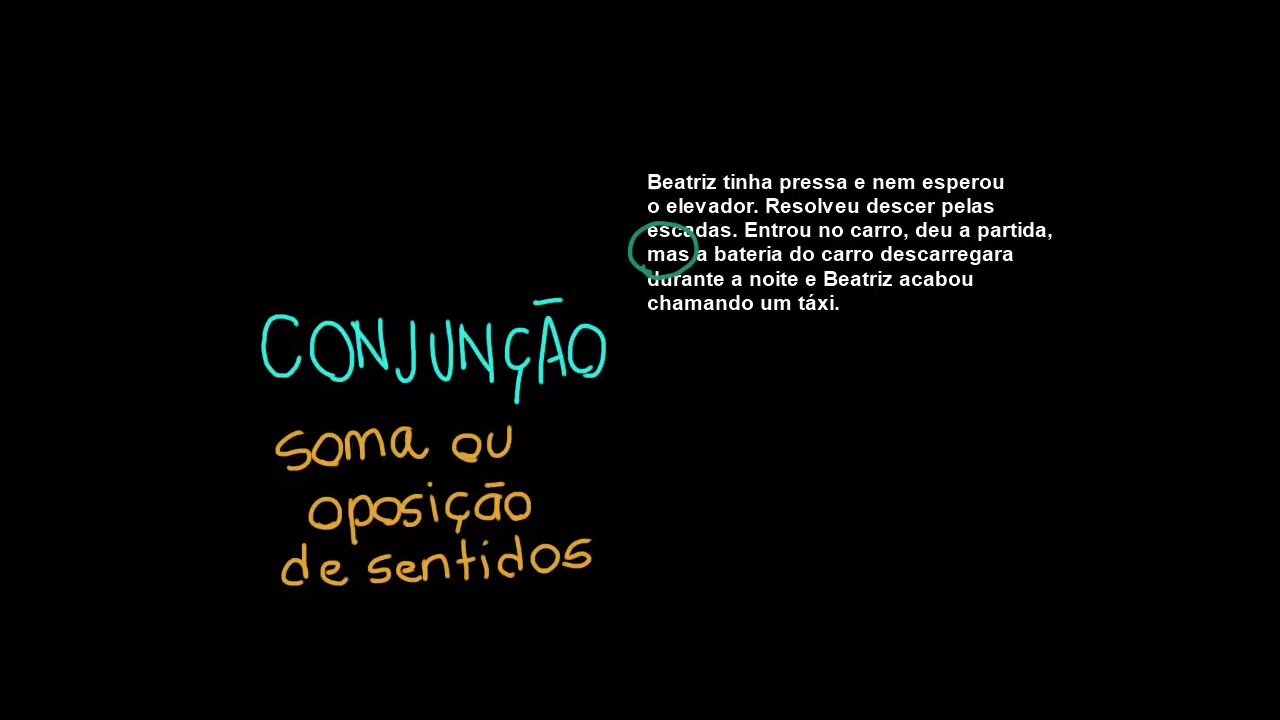 Beatriz tinha pressa e nem esperou
o elevador. Resolveu descer pelas
escadas. Entrou no carro, deu a partida,
mas a bateria do carro descarregara
durante a noite e Beatriz acabou
chamando um táxi.
CONJUNÇÃO
soma ou
oposição
de sentidos